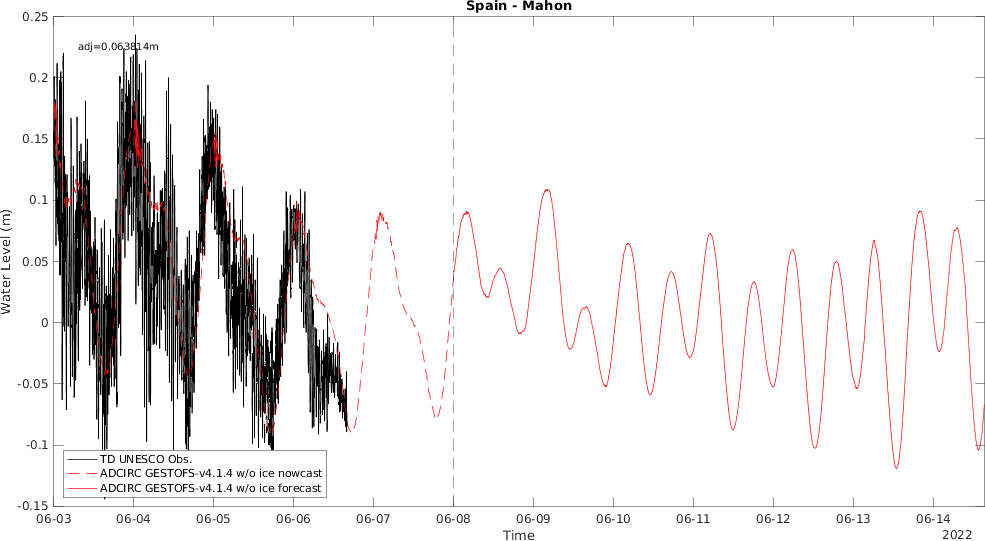 Spain - Mahon
adj=0.063814m
Water Level (m)
0.25
0.2
0.15
0.1
0.05
0
-0.05
-0.1
-0.15
TD UNESCO Obs.
ADCIRC GESTOFS-v4.1.4 w/o ice nowcast
ADCIRC GESTOFS-v4.1.4 w/o ice forecast
06-03 06-04 06-05 06-06 06-07 06-08 06-09 06-10 06-11 06-12 06-13 06-14
Time
2022